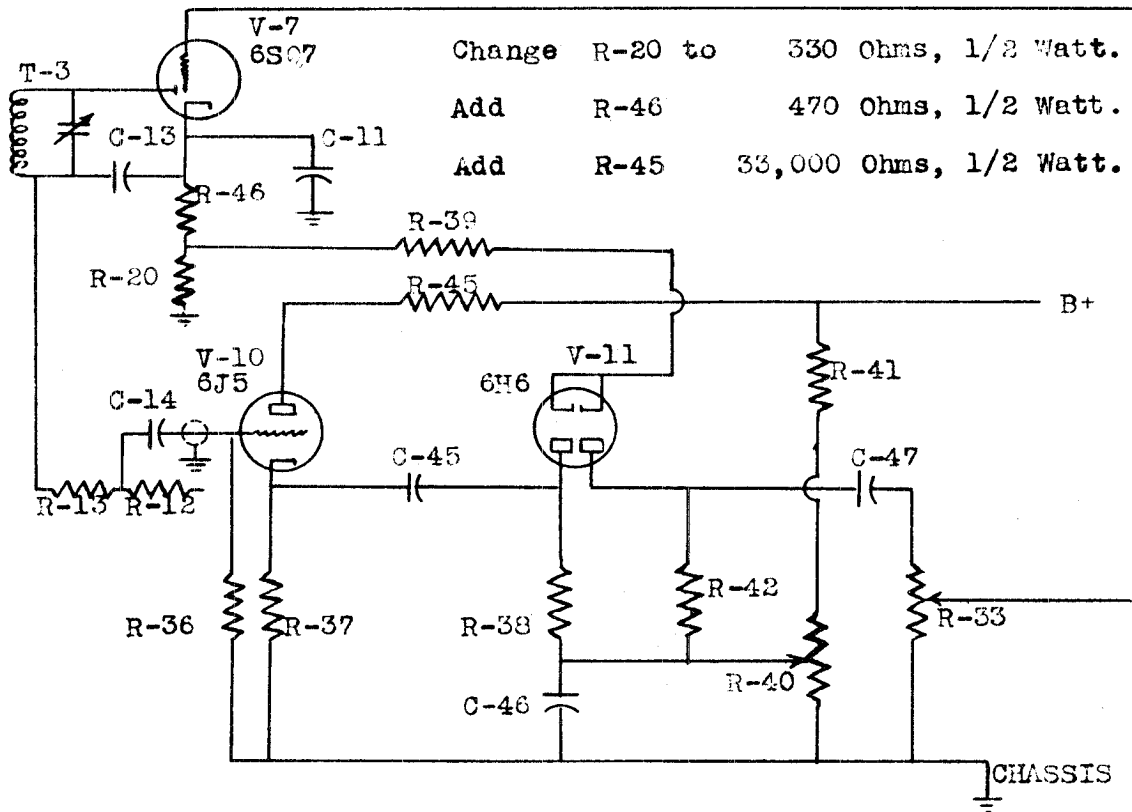 V-7
6SQ7
Change R-20 to 330 Ohms, 1/2 Watt.
T-3
Add R-46 470 Ohms, 1/2 Watt.
C-13
C-11
Add R-45 33,000 Ohms, 1/2 Watt.
R-46
R-39
R-20
R-45
B+
V-10
6J5
V-11
6H6
R-41
C-14
C-45
C-47
R-13
R-12
R-42
R-36
R-37
R-38
R-33
R-40
C-46
CHASSIS